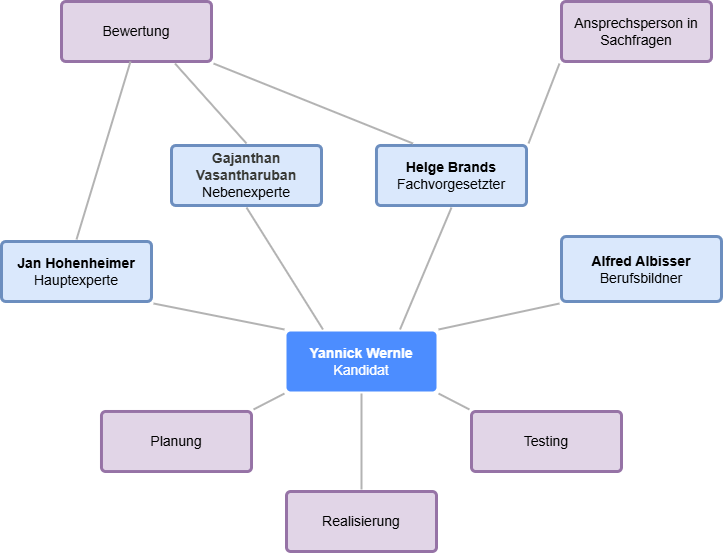 Bewertung
Ansprechsperson in
Sachfragen
Gajanthan
Vasantharuban
Nebenexperte
Helge Brands
Fachvorgesetzter
Jan Hohenheimer
Hauptexperte
Alfred Albisser
Berufsbildner
Yannick Wernle
Kandidat
Planung
Testing
Realisierung